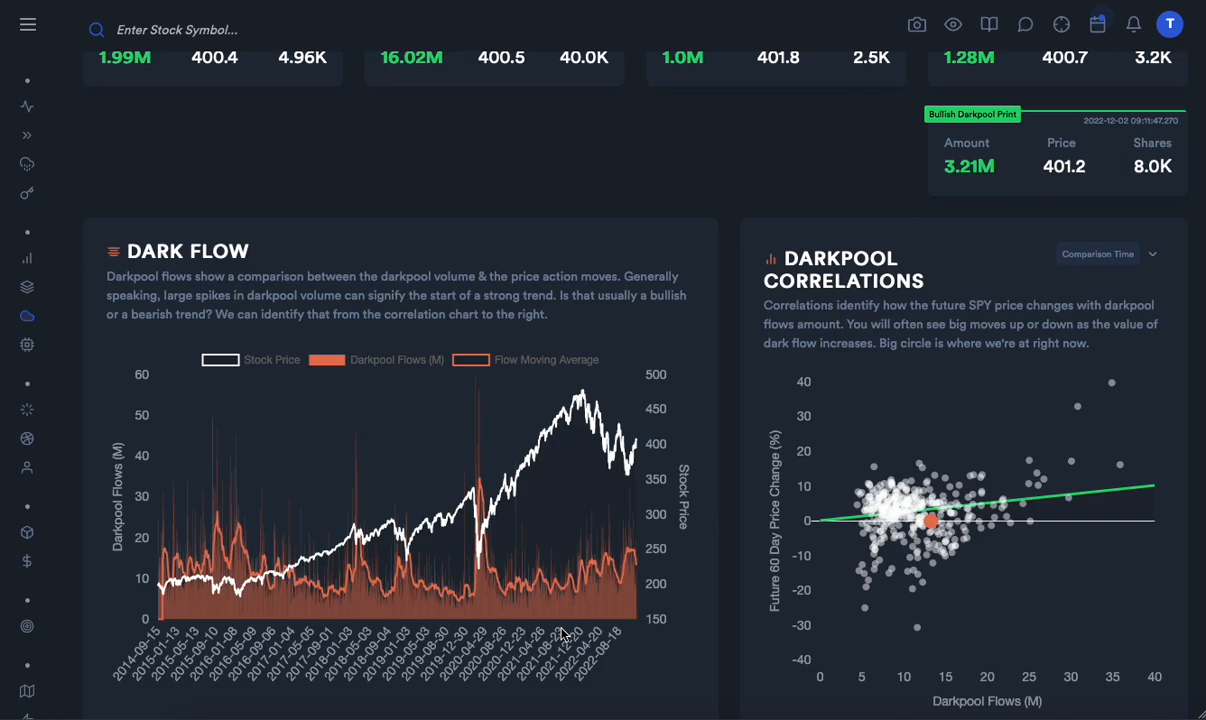 Enter Stock Symbol...
T
1.99M 400.4 4.96K
16.02M 400.5 40.0K
1.0M 401.8 2.5K
1.28M 400.7 3.2K
Bullish Darkpool Print
2022-12-02 09:11:47.270
Amount Price Shares
3.21M 401.2 8.0K
DARK FLOW
Darkpool flows show a comparison between the darkpool volume & the price action moves. Generally
speaking, large spikes in darkpool volume can signify the start of a strong trend. Is that usually a bullish
or a bearish trend? We can identify that from the correlation chart to the right.
Stock Price Darkpool Flows (M) Flow Moving Average
60
50
40
30
20
10
0
Darkpool Flows (M)
500
450
400
350
300
250
200
150
Stock Price
2014-09-15
2015-01-13
2015-05-13
2015-09-10
2016-01-08
2016-05-09
2016-09-06
2017-01-04
2017-05-05
2017-09-01
2018-01-03
2018-05-03
2018-09-04
2019-01-03
2019-05-03
2019-08-30
2019-12-30
2020-04-29
2020-08-26
2020-12-23
2021-04-26
2021-08-23
2021-12-20
2022-04-20
2022-08-18
DARKPOOL
CORRELATIONS
Comparison Time
Correlations identify how the future SPY price changes with darkpool
flows amount. You will often see big moves up or down as the value of
dark flow increases. Big circle is where we're at right now.
40
30
20
10
0
-10
-20
-30
-40
Future 60 Day Price Change (%)
0 5 10 15 20 25 30 35 40
Darkpool Flows (M)